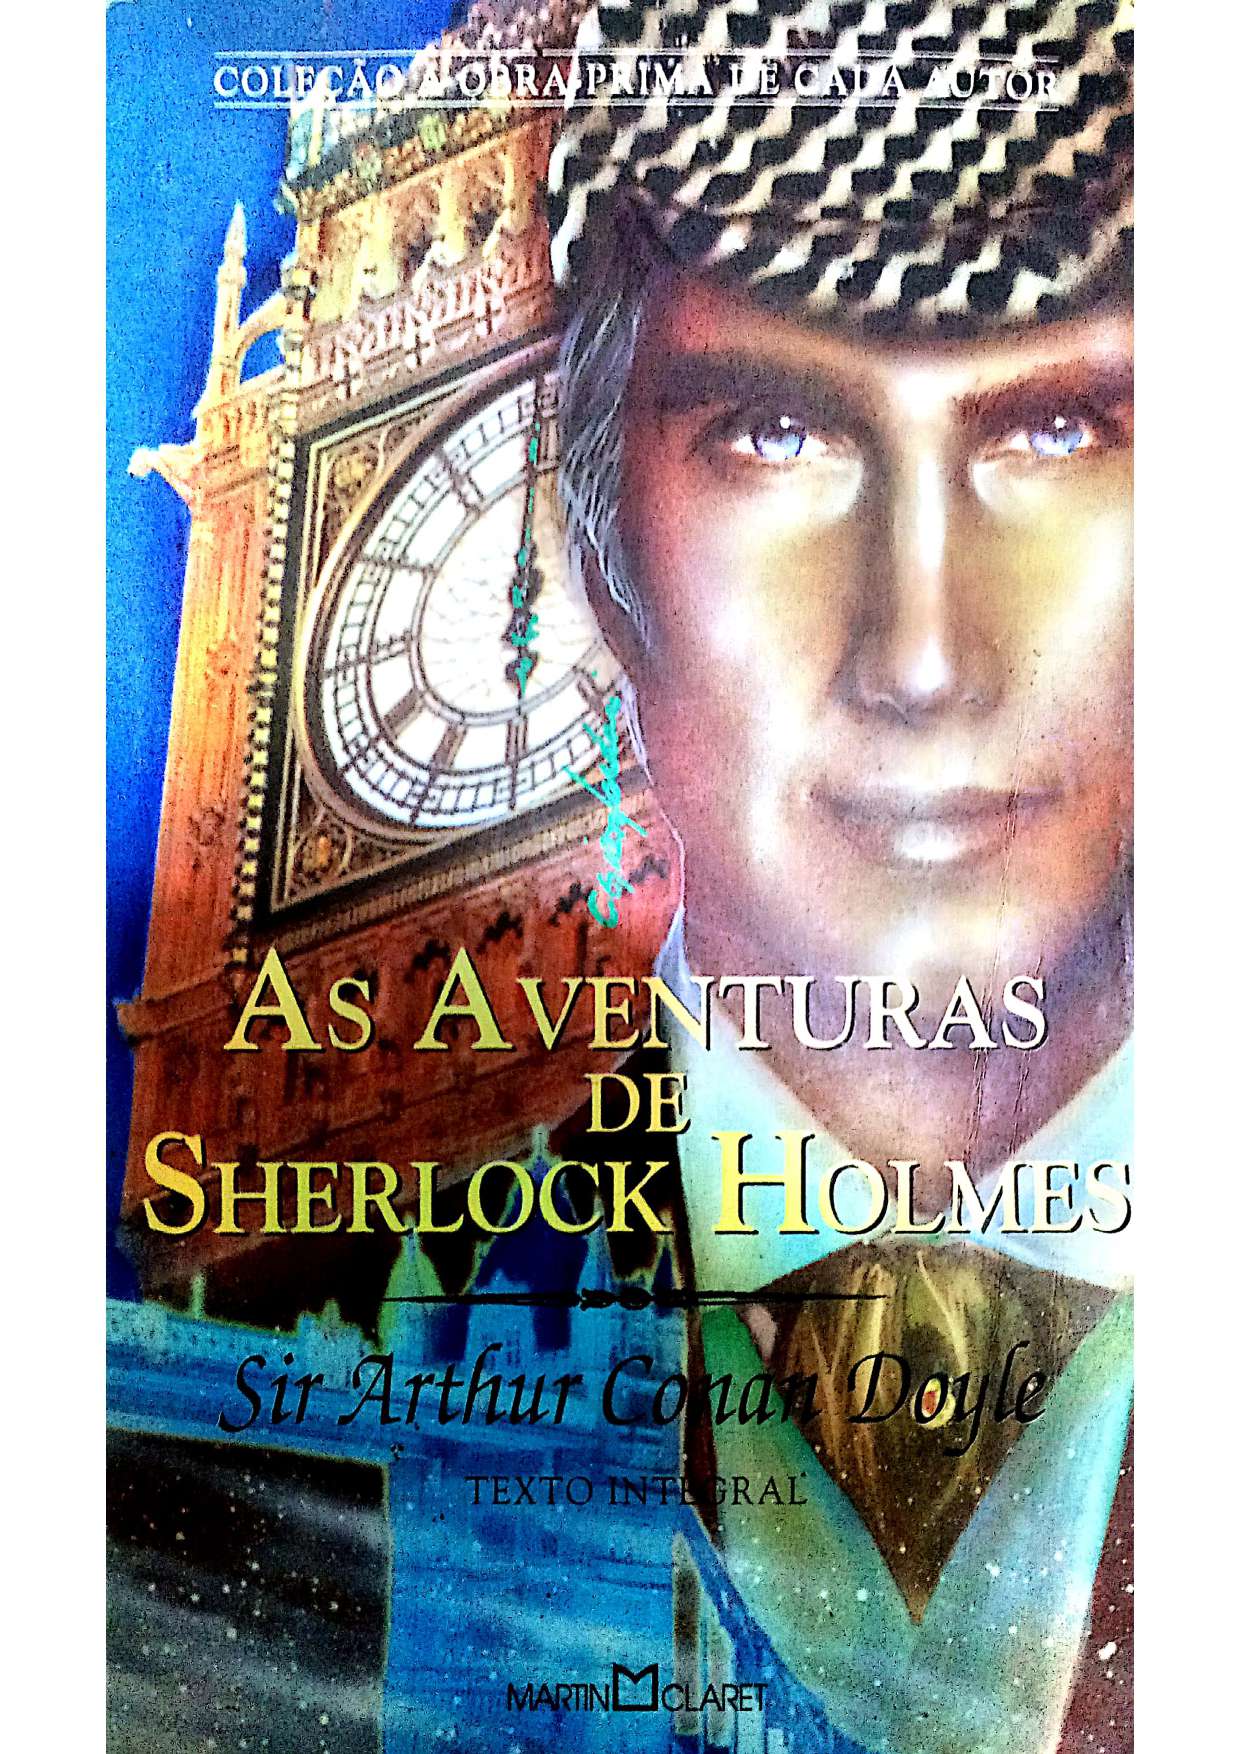 COLEÇÃO A OBRA-PRIMA DE CADA AUTOR
AS AVENTURAS
DE
SHERLOCK HOLMES
Sir Arthur Conan Doyle
TEXTO INTEGRAL
MARTIN CLARET